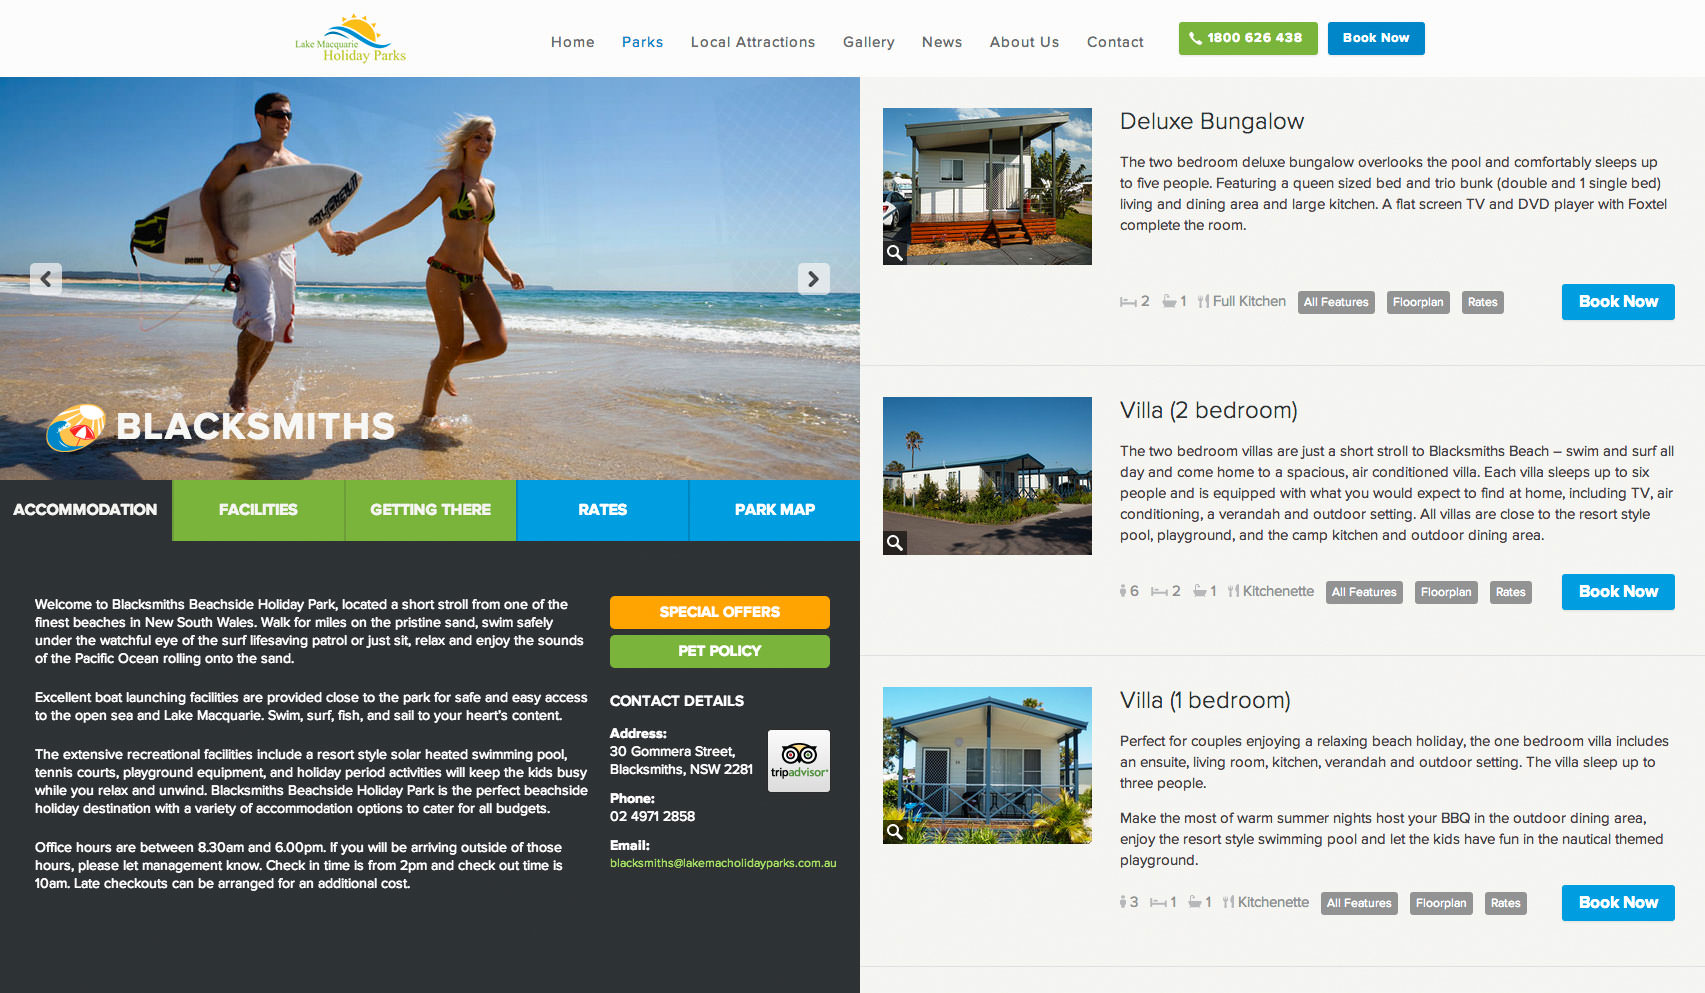 Lake Macquarie
Holiday Parks
Home
Parks
Local Attractions
Gallery
News
About Us
Contact
1800 626 438
Book Now
penn
BLACKSMITHS
ACCOMMODATION
FACILITIES
GETTING THERE
RATES
PARK MAP
Welcome to Blacksmiths Beachside Holiday Park, located a short stroll from one of the
finest beaches in New South Wales. Walk for miles on the pristine sand, swim safely
under the watchful eye of the surf lifesaving patrol or just sit, relax and enjoy the sounds
of the Pacific Ocean rolling onto the sand.
Excellent boat launching facilities are provided close to the park for safe and easy access
to the open sea and Lake Macquarie. Swim, surf, fish, and sail to your heart's content.
The extensive recreational facilities include a resort style solar heated swimming pool,
tennis courts, playground equipment, and holiday period activities will keep the kids busy
while you relax and unwind. Blacksmiths Beachside Holiday Park is the perfect beachside
holiday destination with a variety of accommodation options to cater for all budgets.
Office hours are between 8.30am and 6.00pm. If you will be arriving outside of those
hours, please let management know. Check in time is from 2pm and check out time is
10am. Late checkouts can be arranged for an additional cost.
SPECIAL OFFERS
PET POLICY
CONTACT DETAILS
Address:
30 Gommera Street,
Blacksmiths, NSW 2281
tripadvisor®
Phone:
02 4971 2858
Email:
blacksmiths@lakemacholidayparks.com.au
Deluxe Bungalow
The two bedroom deluxe bungalow overlooks the pool and comfortably sleeps up
to five people. Featuring a queen sized bed and trio bunk (double and 1 single bed)
living and dining area and large kitchen. A flat screen TV and DVD player with Foxtel
complete the room.
2 1 Full Kitchen All Features Floorplan Rates Book Now
Villa (2 bedroom)
The two bedroom villas are just a short stroll to Blacksmiths Beach – swim and surf all
day and come home to a spacious, air conditioned villa. Each villa sleeps up to six
people and is equipped with what you would expect to find at home, including TV, air
conditioning, a verandah and outdoor setting. All villas are close to the resort style
pool, playground, and the camp kitchen and outdoor dining area.
6 2 1 Kitchenette All Features Floorplan Rates Book Now
Villa (1 bedroom)
Perfect for couples enjoying a relaxing beach holiday, the one bedroom villa includes
an ensuite, living room, kitchen, verandah and outdoor setting. The villa sleep up to
three people.
Make the most of warm summer nights host your BBQ in the outdoor dining area,
enjoy the resort style swimming pool and let the kids have fun in the nautical themed
playground.
3 1 1 Kitchenette All Features Floorplan Rates Book Now